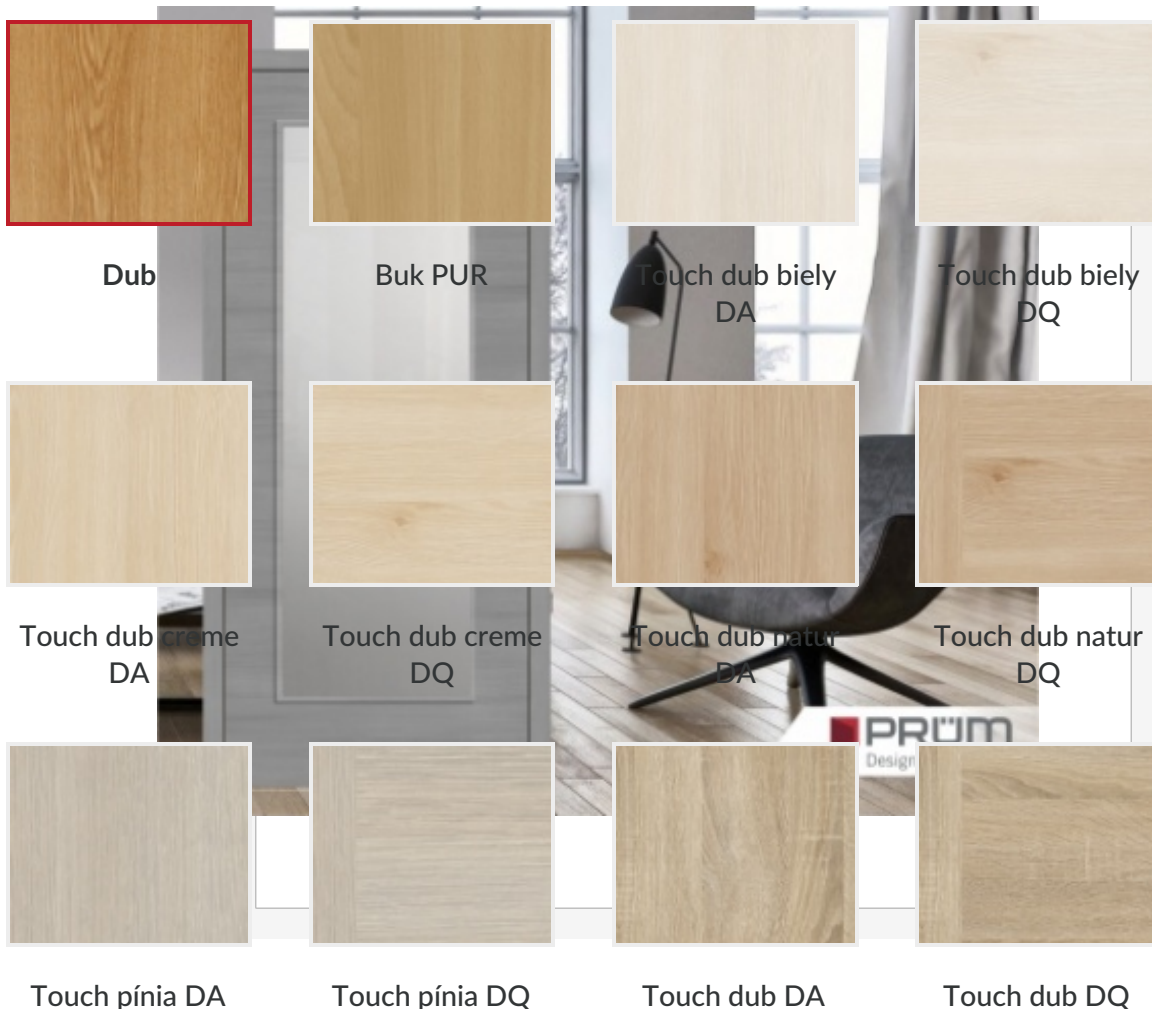 Dub
Buk PUR
Touch dub biely
DA
Touch dub biely
DQ
Touch dub creme
DA
Touch dub creme
DQ
Touch dub natur
DA
Touch dub natur
DQ
PRÜM
Design
Touch pínia DA
Touch pínia DQ
Touch dub DA
Touch dub DQ